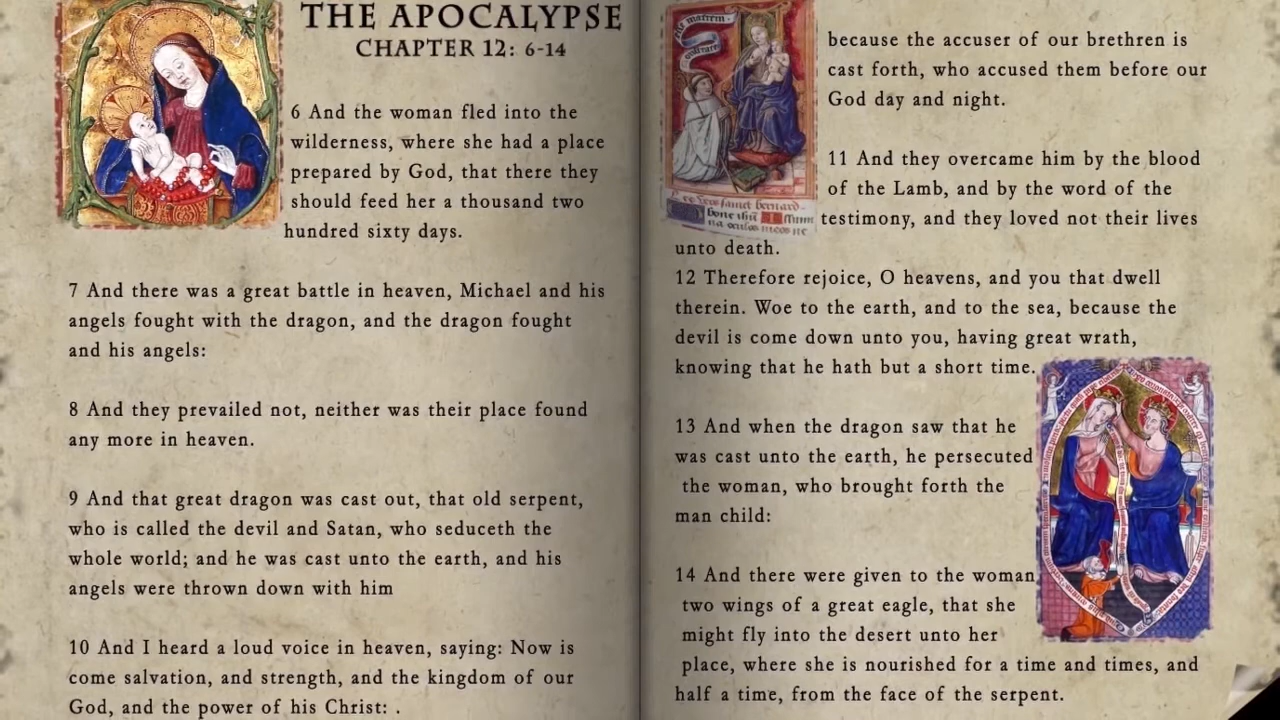 THE APOCALYPSE
CHAPTER 12: 6-14
6 And the woman fled into the
wilderness, where she had a place
prepared by God, that there they
should feed her a thousand two
hundred sixty days.
7 And there was a great battle in heaven, Michael and his
angels fought with the dragon, and the dragon fought
and his angels:
8 And they prevailed not, neither was their place found
any more in heaven.
9 And that great dragon was cast out, that old serpent,
who is called the devil and Satan, who seduceth the
whole world; and he was cast unto the earth, and his
angels were thrown down with him
10 And I heard a loud voice in heaven, saying: Now is
come salvation, and strength, and the kingdom of our
God, and the power of his Christ: .
because the accuser of our brethren is
cast forth, who accused them before our
God day and night.
11 And they overcame him by the blood
of the Lamb, and by the word of the
testimony, and they loved not their lives
unto death.
12 Therefore rejoice, O heavens, and you that dwell
therein. Woe to the earth, and to the sea, because the
devil is come down unto you, having great wrath,
knowing that he hath but a short time.
13 And when the dragon saw that he
was cast unto the earth, he persecuted
the woman, who brought forth the
man child:
14 And there were given to the woman
two wings of a great eagle, that she
might fly into the desert unto her
place, where she is nourished for a time and times, and
half a time, from the face of the serpent.